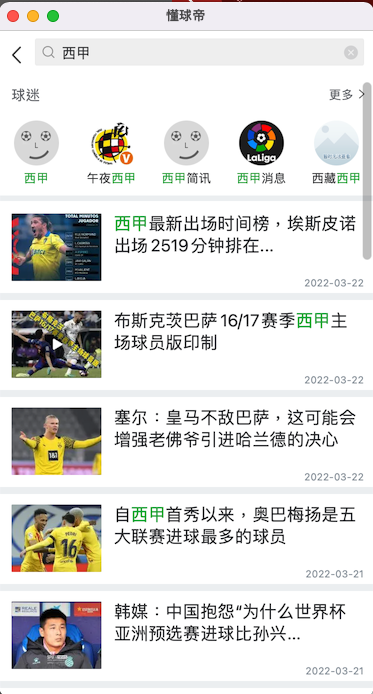 懂球帝
西甲
球迷
更多
西甲
午夜西甲
西甲简讯
西甲消息
西藏西甲
LaLiga
西甲最新出场时间榜，埃斯皮诺
出场2519分钟排在...
2022-03-22
TOTAL MINUTOS
JUGADOR
布斯克茨巴萨16/17赛季西甲主
场球员版印制
2022-03-22
塞尔：皇马不敌巴萨，这可能会
增强老佛爷引进哈兰德的决心
2022-03-22
自西甲首秀以来，奥巴梅扬是五
大联赛进球最多的球员
2022-03-21
16
韩媒：中国抱怨“为什么世界杯
亚洲预选赛进球比孙兴...
2022-03-21